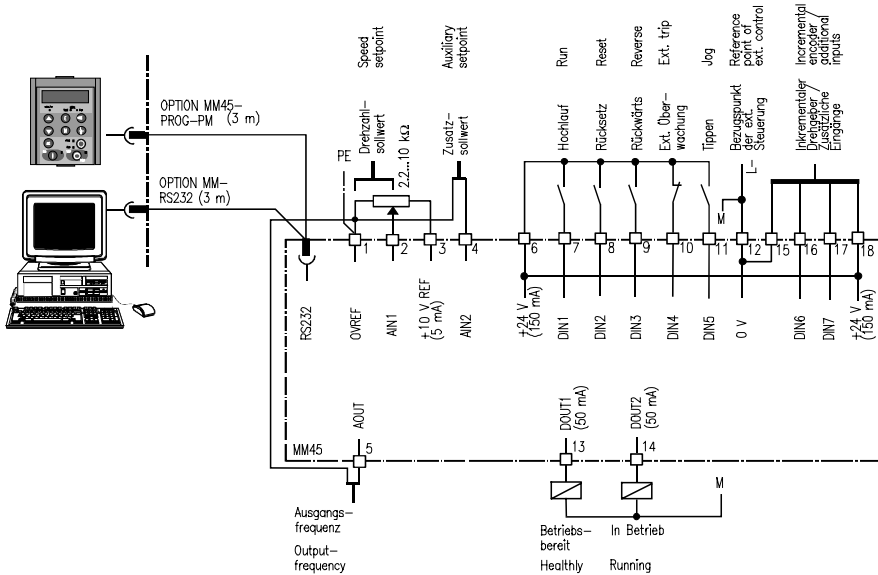 Speed
setpoint
Auxiliary
setpoint
Run
Reset
Reverse
Ext. trip
Jog
Reference
point of
ext. control
Incremental
encoder /
additional
inputs
OPTION MM45-
PROG-PM (3 m)
OPTION MM-
RS232 (3 m)
PE
Drehzahl-
sollwert
2.2...10 kΩ
Zusatz-
sollwert
Hochlauf
Rücksetz
Rückwärts
Ext. Über-
wachung
Tippen
Bezugspunkt
der ext.
Steuerung
Inkrementaler
Drehgeber /
Zusätzliche
Eingänge
L-
M
1
2
3
4
6
7
8
9
10
11
12
15
16
17
18
RS232
0VREF
AIN1
+10 V REF
(5 mA)
AIN2
+24 V
(150 mA)
DIN1
DIN2
DIN3
DIN4
DIN5
0 V
DIN6
DIN7
+24 V
(150 mA)
AOUT
DOUT1
(50 mA)
DOUT2
(50 mA)
MM45
5
13
14
M
Ausgangs-
frequenz
Output-
frequency
Betriebs-
bereit
Healthly
In Betrieb
Running